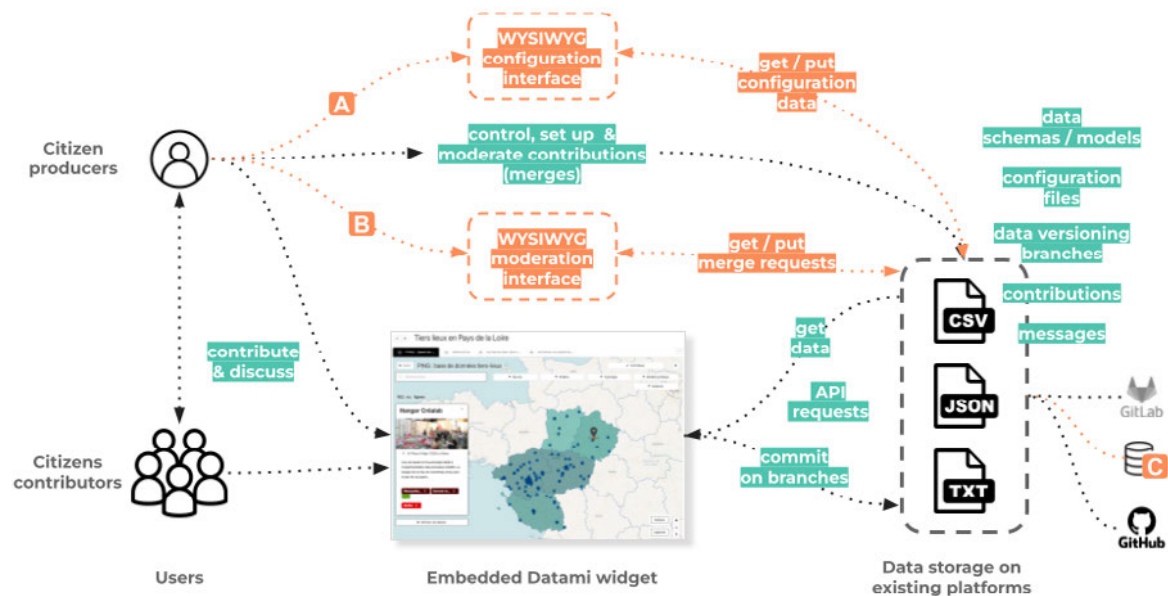 WYSIWYG
configuration
interface
get / put
configuration
data
A
data
schemas / models
Citizen
producers
control, set up &
moderate contributions
(merges)
configuration
files
B
WYSIWYG
moderation
interface
get / put
merge requests
data versioning
branches
contributions
CSV
messages
get
data
contribute
& discuss
Tiers lieux en Pays de la Loire
Hangar Créalab
API
requests
JSON
GitLab
Citizens
contributors
commit
on branches
C
TXT
GitHub
Users
Embedded Datami widget
Data storage on
existing platforms